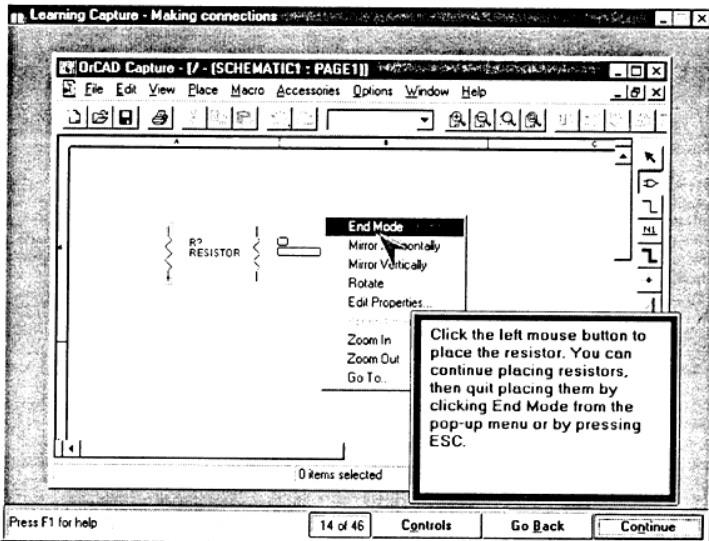 Learning Capture - Making connections
OrCAD Capture - [/ - (SCHEMATIC1 : PAGE1)]
File Edit View Place Macro Accessories Options Window Help
A B C
R?
RESISTOR
End Mode
Mirror Horizontally
Mirror Vertically
Rotate
Edit Properties...
Zoom In
Zoom Out
Go To..
N1
Click the left mouse button to
place the resistor. You can
continue placing resistors,
then quit placing them by
clicking End Mode from the
pop-up menu or by pressing
ESC.
0 items selected
Press F1 for help
14 of 46
Controls
Go Back
Continue